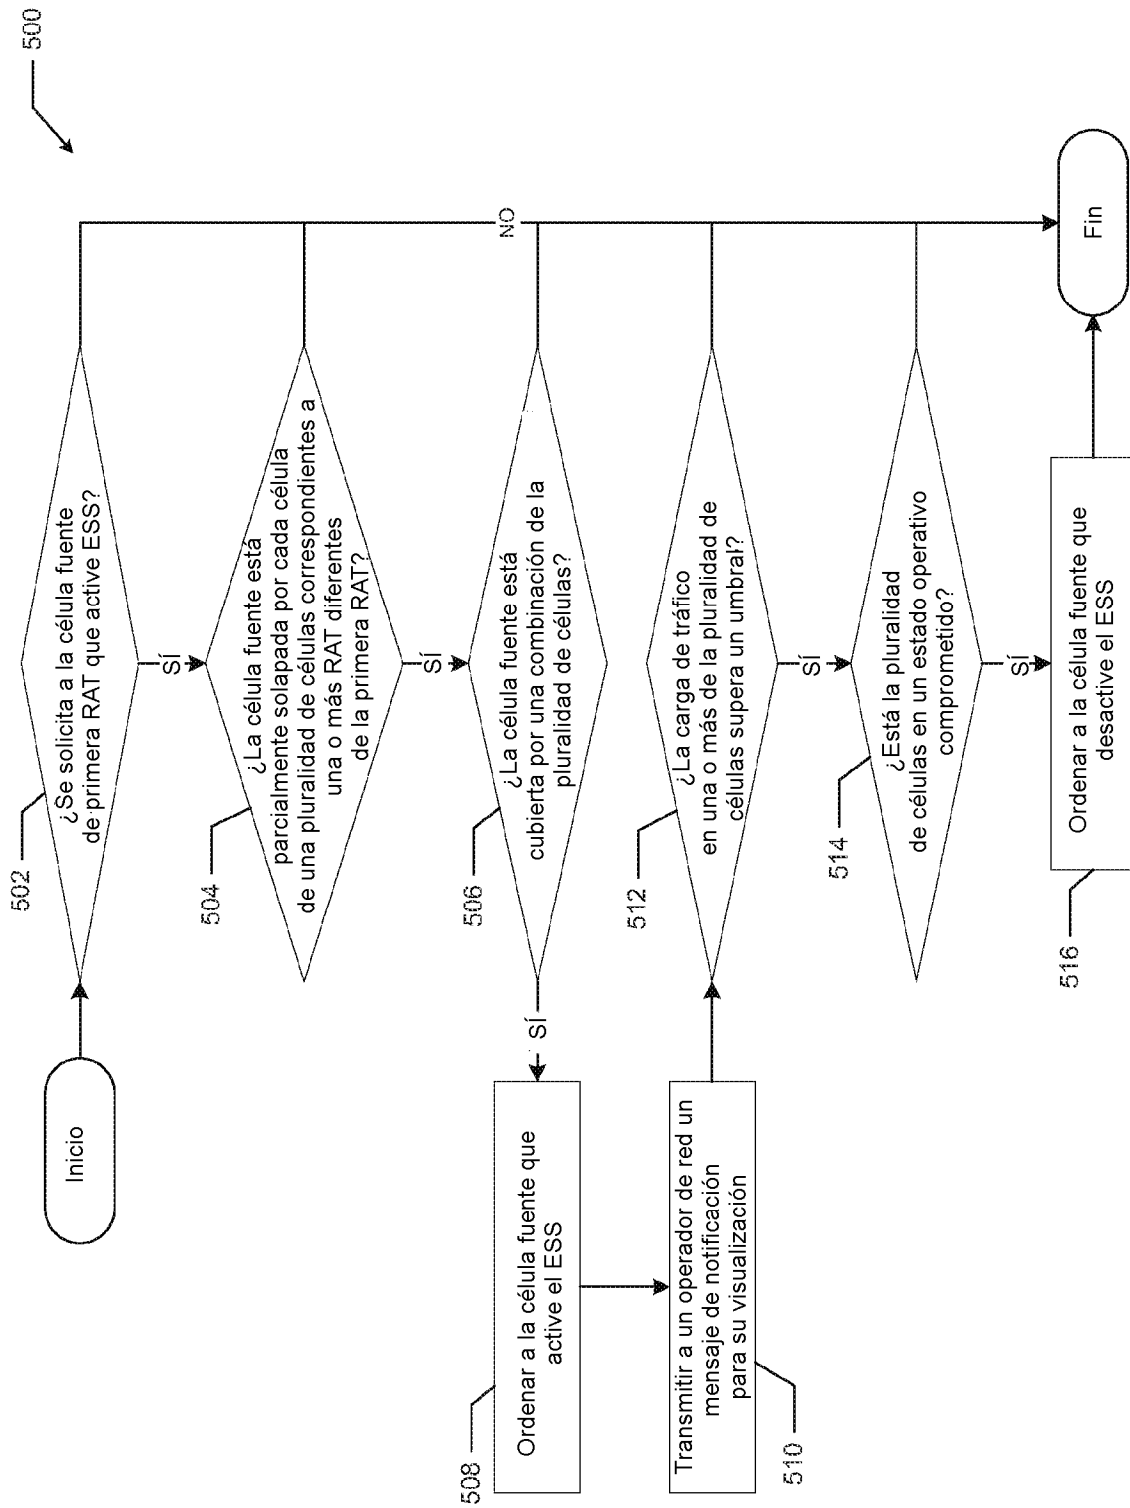 500
Inicio
502
¿Se solicita a la célula fuente
de primera RAT que active ESS?
SÍ
504
¿La célula fuente está
parcialmente solapada por cada célula
de una pluralidad de células correspondientes a
una o más RAT diferentes
de la primera RAT?
SÍ
506
¿La célula fuente está
cubierta por una combinación de la
pluralidad de células?
NO
SÍ
508
Ordenar a la célula fuente que
active el ESS
510
Transmitir a un operador de red un
mensaje de notificación
para su visualización
512
¿La carga de tráfico
en una o más de la pluralidad de
células supera un umbral?
SÍ
514
¿Está la pluralidad
de células en un estado operativo
comprometido?
SÍ
516
Ordenar a la célula fuente que
desactive el ESS
Fin